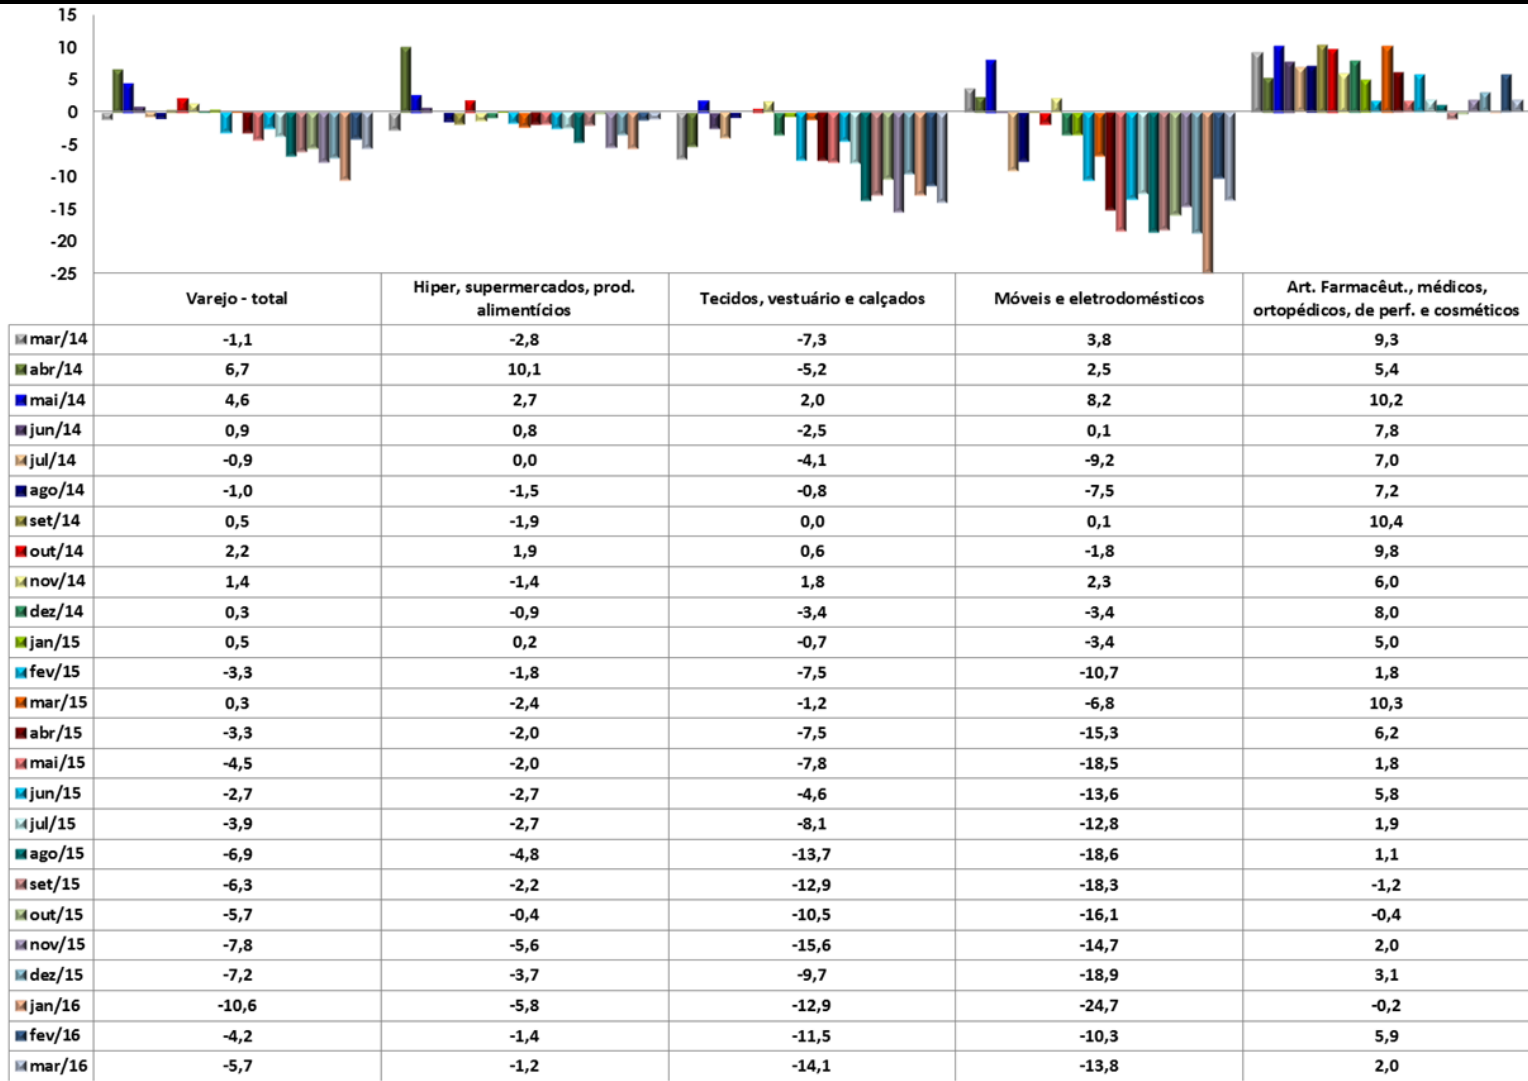 15
10
5
0
-5
-10
-15
-20
-25
Varejo - total Hiper, supermercados, prod. alimentícios Tecidos, vestuário e calçados Móveis e eletrodomésticos Art. Farmacêut., médicos, ortopédicos, de perf. e cosméticos
mar/14 -1,1 -2,8 -7,3 3,8 9,3
abr/14 6,7 10,1 -5,2 2,5 5,4
mai/14 4,6 2,7 2,0 8,2 10,2
jun/14 0,9 0,8 -2,5 0,1 7,8
jul/14 -0,9 0,0 -4,1 -9,2 7,0
ago/14 -1,0 -1,5 -0,8 -7,5 7,2
set/14 0,5 -1,9 0,0 0,1 10,4
out/14 2,2 1,9 0,6 -1,8 9,8
nov/14 1,4 -1,4 1,8 2,3 6,0
dez/14 0,3 -0,9 -3,4 -3,4 8,0
jan/15 0,5 0,2 -0,7 -3,4 5,0
fev/15 -3,3 -1,8 -7,5 -10,7 1,8
mar/15 0,3 -2,4 -1,2 -6,8 10,3
abr/15 -3,3 -2,0 -7,5 -15,3 6,2
mai/15 -4,5 -2,0 -7,8 -18,5 1,8
jun/15 -2,7 -2,7 -4,6 -13,6 5,8
jul/15 -3,9 -2,7 -8,1 -12,8 1,9
ago/15 -6,9 -4,8 -13,7 -18,6 1,1
set/15 -6,3 -2,2 -12,9 -18,3 -1,2
out/15 -5,7 -0,4 -10,5 -16,1 -0,4
nov/15 -7,8 -5,6 -15,6 -14,7 2,0
dez/15 -7,2 -3,7 -9,7 -18,9 3,1
jan/16 -10,6 -5,8 -12,9 -24,7 -0,2
fev/16 -4,2 -1,4 -11,5 -10,3 5,9
mar/16 -5,7 -1,2 -14,1 -13,8 2,0